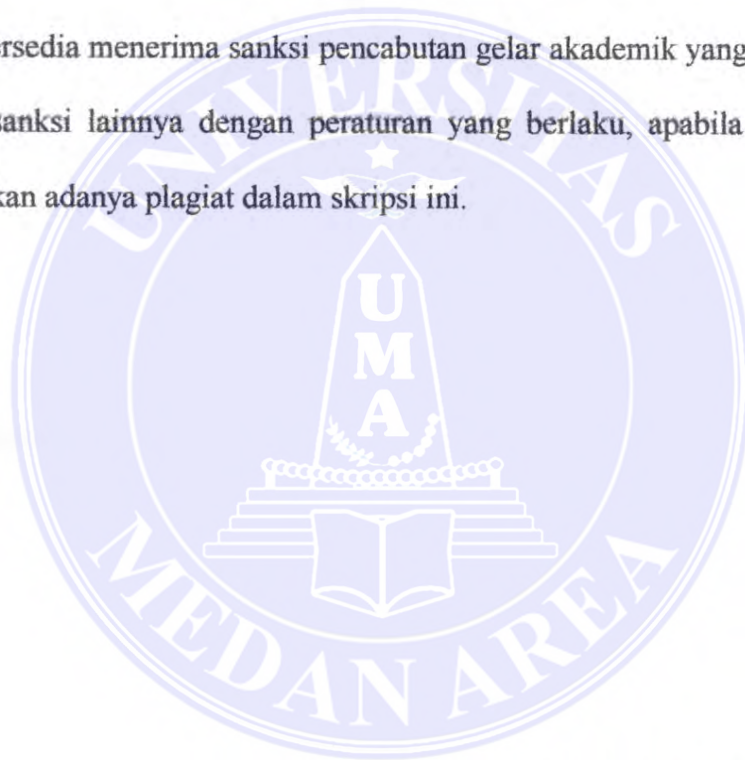 ersedia menerima sanksi pencabutan gelar akademik yang
sanksi lainnya dengan peraturan yang berlaku, apabila
kan adanya plagiat dalam skripsi ini.
UNIVERSITAS
U
M
A
MEDAN AREA